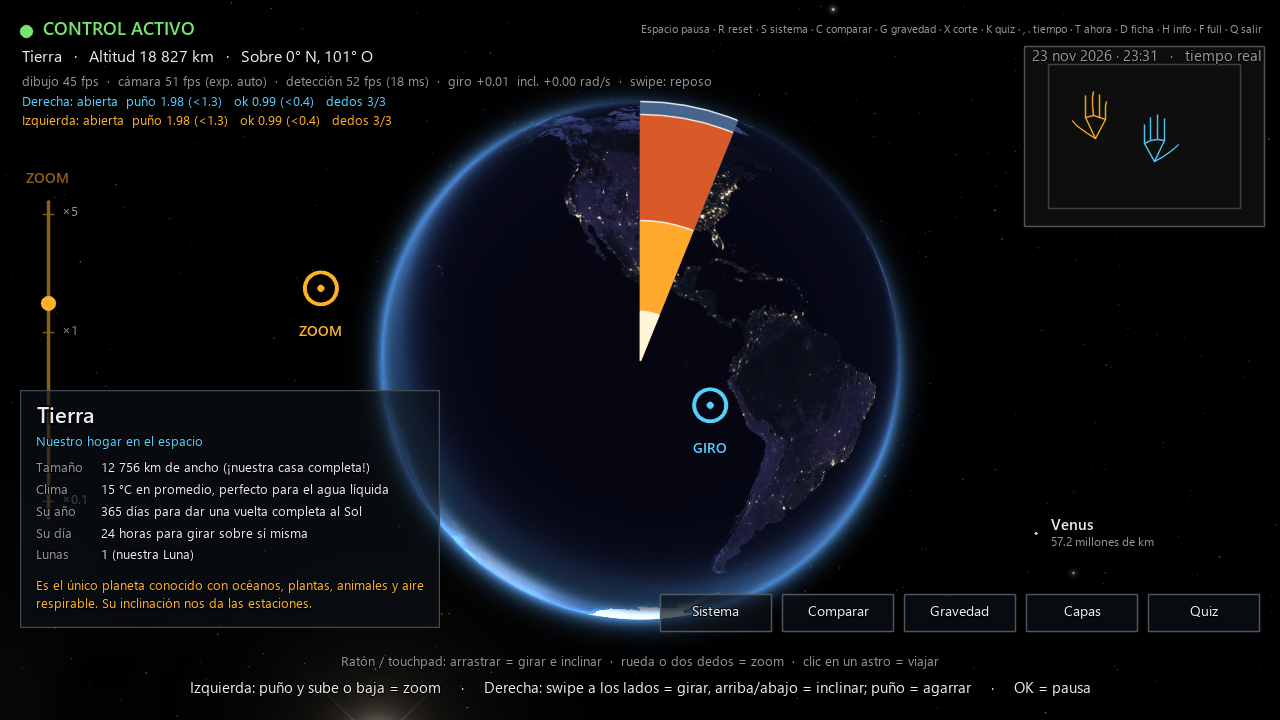 CONTROL ACTIVO
Espacio pausa · R reset · S sistema · C comparar · G gravedad · X corte · K quiz · , . tiempo · T ahora · D ficha · H info · F full · Q salir
Tierra · Altitud 18 827 km · Sobre 0° N, 101° O
23 nov 2026 · 23:31 · tiempo real
dibujo 45 fps · cámara 51 fps (exp. auto) · detección 52 fps (18 ms) · giro +0.01 incl. +0.00 rad/s · swipe: reposo
Derecha: abierta puño 1.98 (<1.3) ok 0.99 (<0.4) dedos 3/3
Izquierda: abierta puño 1.98 (<1.3) ok 0.99 (<0.4) dedos 3/3
ZOOM
×5
×1
×0.1
ZOOM
GIRO
Tierra
Nuestro hogar en el espacio
Tamaño 12 756 km de ancho (¡nuestra casa completa!)
Clima 15 °C en promedio, perfecto para el agua líquida
Su año 365 días para dar una vuelta completa al Sol
Su día 24 horas para girar sobre sí misma
Lunas 1 (nuestra Luna)
Es el único planeta conocido con océanos, plantas, animales y aire
respirable. Su inclinación nos da las estaciones.
Venus
57.2 millones de km
Sistema Comparar Gravedad Capas Quiz
Ratón / touchpad: arrastrar = girar e inclinar · rueda o dos dedos = zoom · clic en un astro = viajar
Izquierda: puño y sube o baja = zoom · Derecha: swipe a los lados = girar, arriba/abajo = inclinar; puño = agarrar · OK = pausa